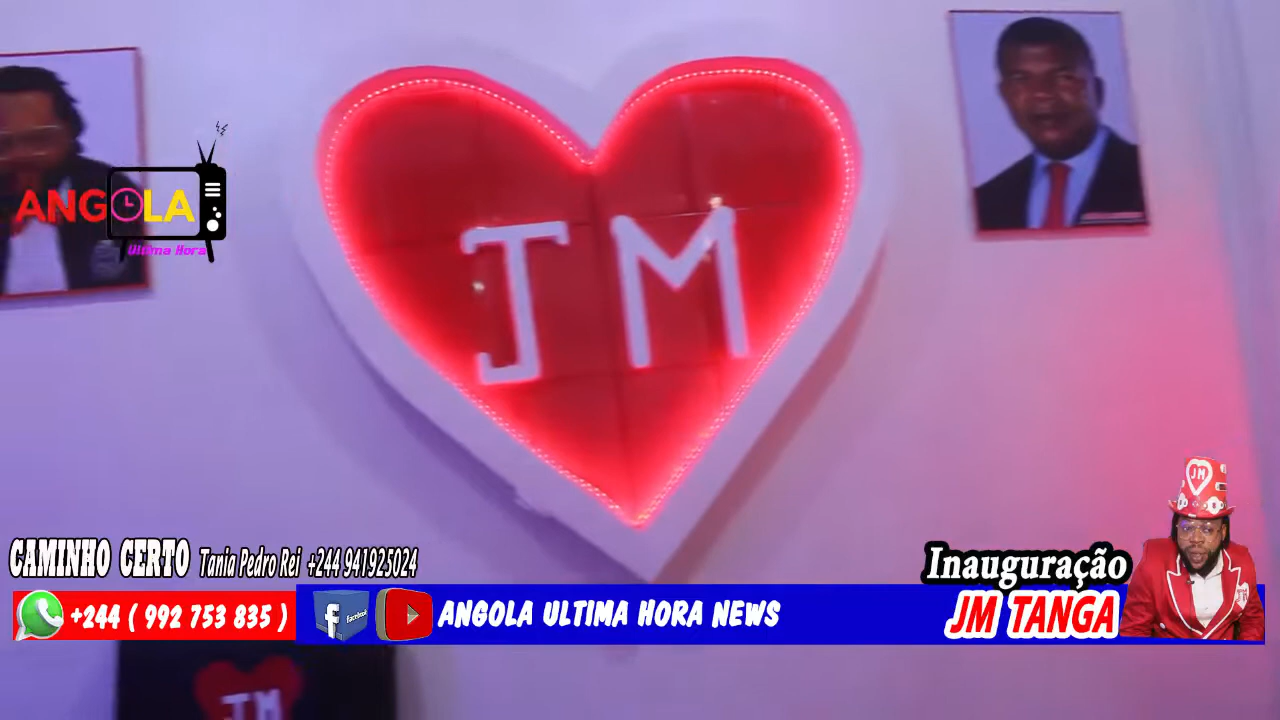 ANGOLA
Ultima Hora
JM
CAMINHO CERTO Tania Pedro Rei +244 941925024
+244 ( 992 753 835 )
facebook
ANGOLA ULTIMA HORA NEWS
Inauguração
JM TANGA
JM
JM